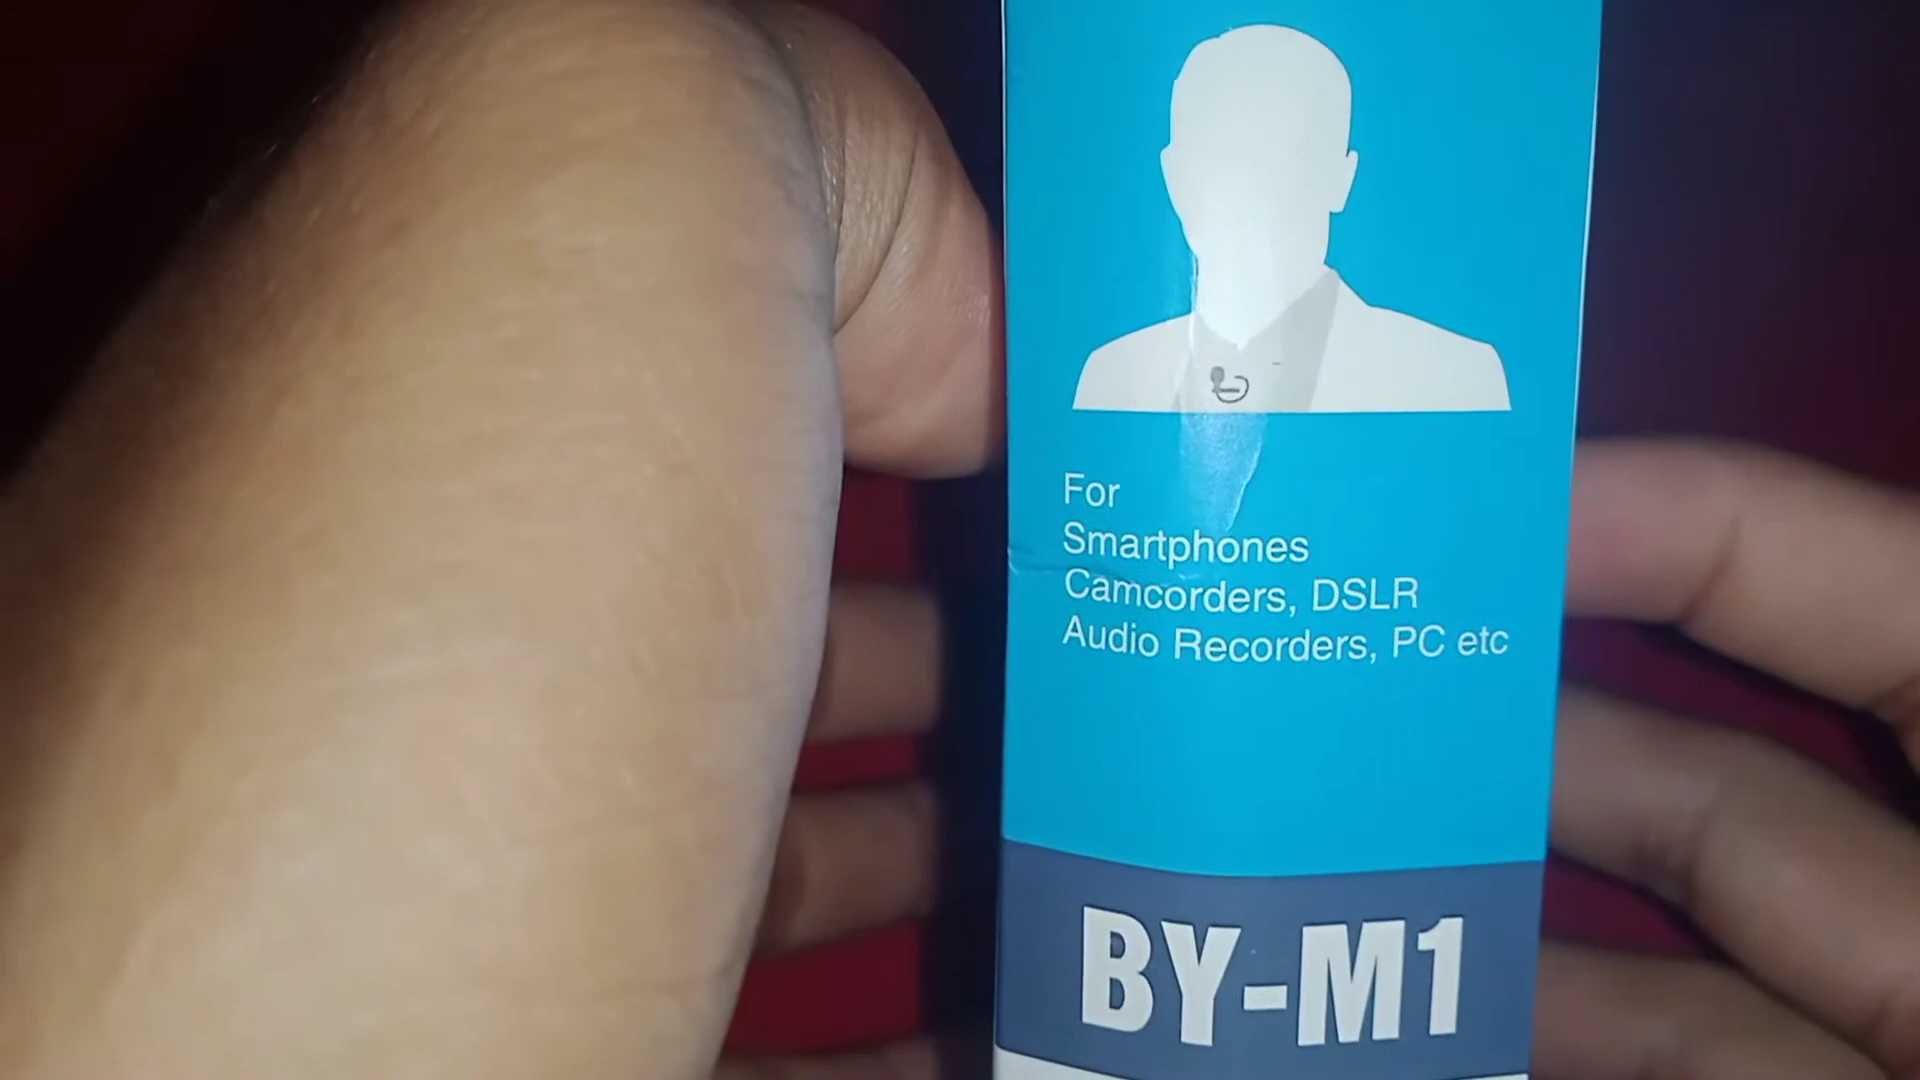 For
Smartphones
Camcorders, DSLR
Audio Recorders, PC etc
BY-M1